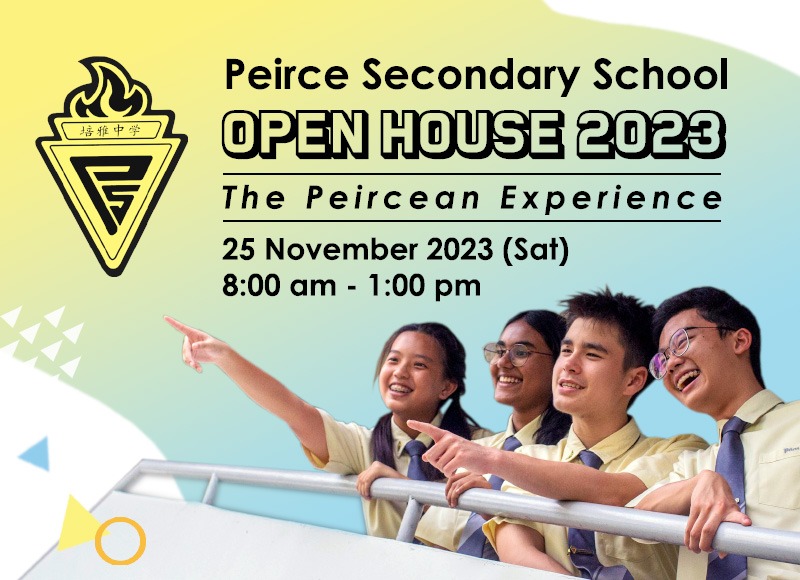 Peirce Secondary School
OPEN HOUSE 2023
The Peircean Experience
25 November 2023 (Sat)
8:00 am - 1:00 pm
培雅中学
PSS